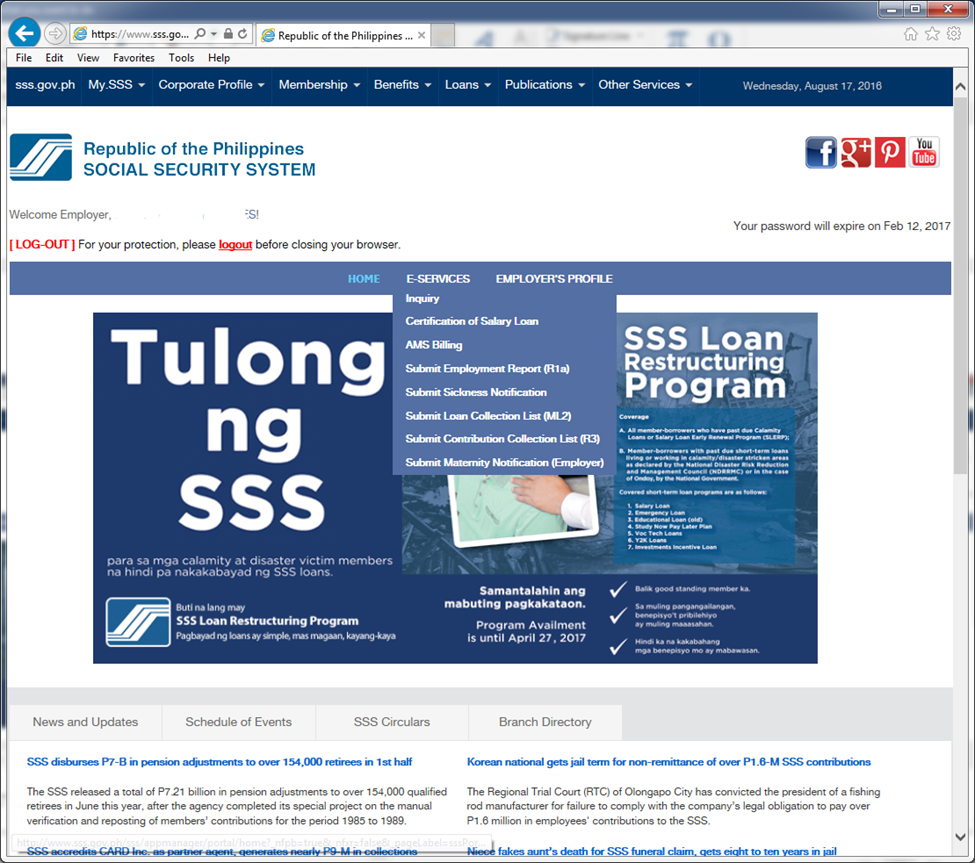 https://www.sss.go...
Republic of the Philippines ...
File Edit View Favorites Tools Help
sss.gov.ph My.SSS Corporate Profile Membership Benefits Loans Publications Other Services Wednesday, August 17, 2016
Republic of the Philippines
SOCIAL SECURITY SYSTEM
You
Tube
Welcome Employer, ES!
Your password will expire on Feb 12, 2017
[ LOG-OUT ] For your protection, please logout before closing your browser.
HOME E-SERVICES EMPLOYER'S PROFILE
Inquiry
Certification of Salary Loan
AMS Billing
Submit Employment Report (R1a)
Submit Sickness Notification
Submit Loan Collection List (ML2)
Submit Contribution Collection List (R3)
Submit Maternity Notification (Employer)
Tulong
ng
SSS
para sa mga calamity at disaster victim members
na hindi pa nakakabayad ng SSS loans.
Buti na lang may
SSS Loan Restructuring Program
Pagbayad ng loans ay simple, mas magaan, kayang-kaya
SSS Loan
Restructuring
Program
Coverage
A. All member-borrowers who have past due Calamity
Loans or Salary Loan Early Renewal Program (SLERP);
B. Member-borrowers with past due short-term loans
living or working in calamity/disaster stricken areas
as declared by the National Disaster Risk Reduction
and Management Council (NDRRMC) or in the case
of Ondoy, by the National Government.
Covered short-term loan programs are as follows:
1. Salary Loan
2. Emergency Loan
3. Educational Loan (old)
4. Study Now Pay Later Plan
5. Voc Tech Loans
6. Y2K Loans
7. Investments Incentive Loan
Samantalahin ang
mabuting pagkakataon.
Program Availment
is until April 27, 2017
Balik good standing member ka.
Sa muling pangangailangan,
benepisyo't pribilehiyo
ay muling maaasahan.
Hindi ka na kakabahang
mga benepisyo mo ay mabawasan.
News and Updates Schedule of Events SSS Circulars Branch Directory
SSS disburses P7-B in pension adjustments to over 154,000 retirees in 1st half
The SSS released a total of P7.21 billion in pension adjustments to over 154,000 qualified
retirees in June this year, after the agency completed its special project on the manual
verification and reposting of members' contributions for the period 1985 to 1989.
SSS accredits CARD Inc. as partner agent, generates nearly P9-M in collections
Korean national gets jail term for non-remittance of over P1.6-M SSS contributions
The Regional Trial Court (RTC) of Olongapo City has convicted the president of a fishing
rod manufacturer for failure to comply with the company's legal obligation to pay over
P1.6 million in employees' contributions to the SSS.
Niece fakes aunt's death for SSS funeral claim, gets eight to ten years in jail